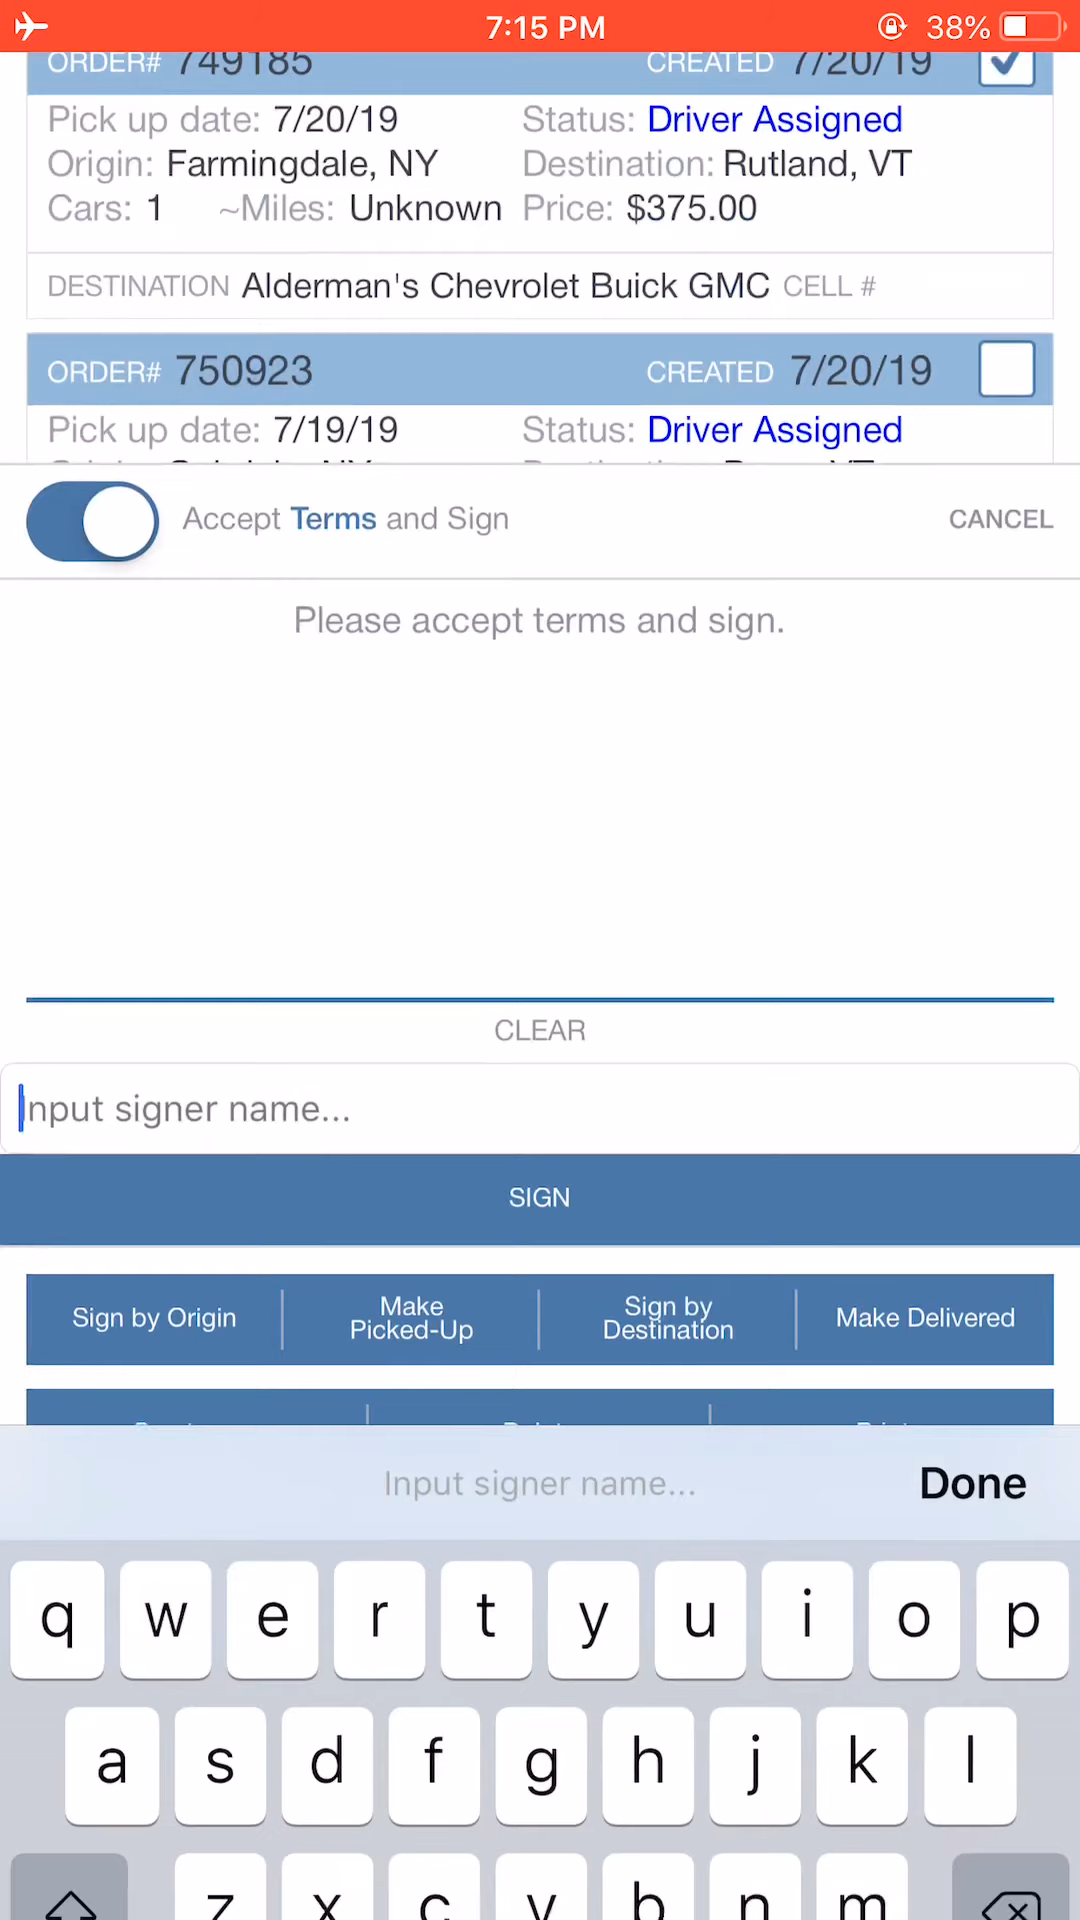 7:15 PM 38%
ORDER# 749185 CREATED 7/20/19
Pick up date: 7/20/19 Status: Driver Assigned
Origin: Farmingdale, NY Destination: Rutland, VT
Cars: 1 ~Miles: Unknown Price: $375.00
DESTINATION Alderman's Chevrolet Buick GMC CELL #
ORDER# 750923 CREATED 7/20/19
Pick up date: 7/19/19 Status: Driver Assigned
Accept Terms and Sign CANCEL
Please accept terms and sign.
CLEAR
Input signer name...
SIGN
Sign by Origin
Make
Picked-Up
Sign by
Destination
Make Delivered
Input signer name... Done
q w e r t y u i o p
a s d f g h j k l
z x c v b n m